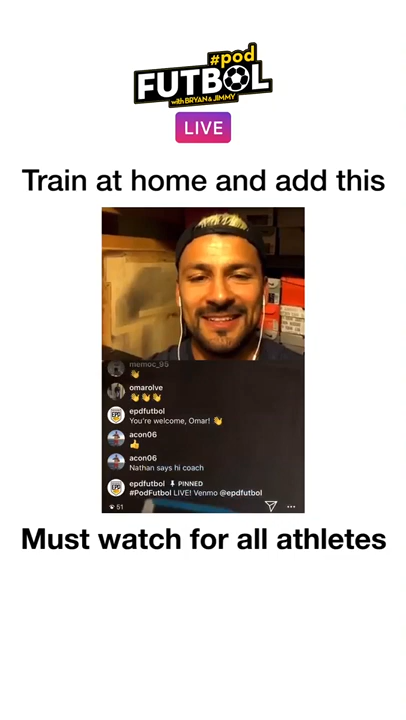 #pod
FUTBOL
with BRYAN & JIMMY
LIVE
Train at home and add this
memoc_95
👋
omarolve
👋👋👋
epdfutbol
You're welcome, Omar! 👋
acon06
👍
acon06
Nathan says hi coach
epdfutbol PINNED
#PodFutbol LIVE! Venmo @epdfutbol
51
Must watch for all athletes